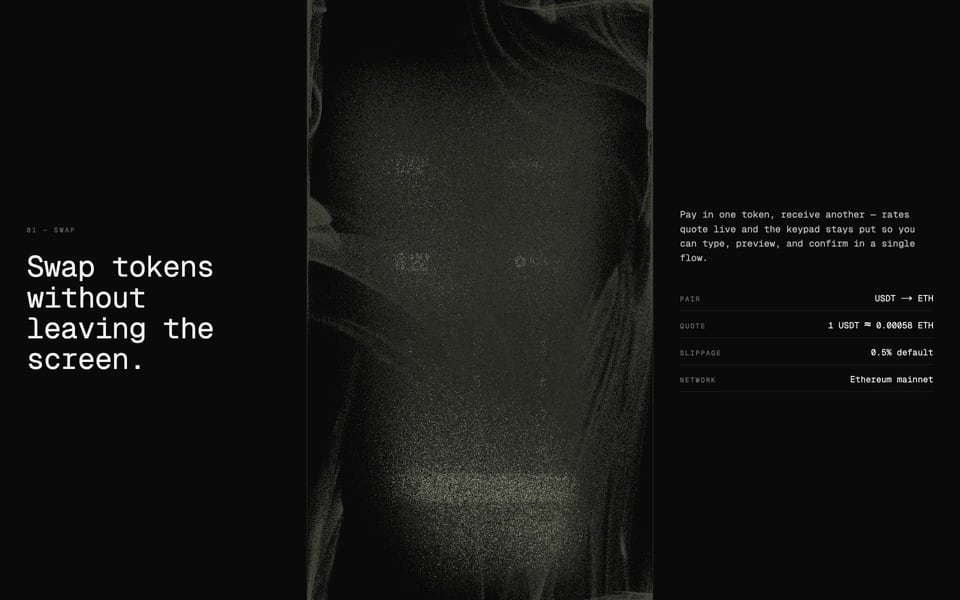 01 — SWAP
Swap tokens
without
leaving the
screen.
Pay in one token, receive another — rates
quote live and the keypad stays put so you
can type, preview, and confirm in a single
flow.
PAIR USDT → ETH
QUOTE 1 USDT ≈ 0.00058 ETH
SLIPPAGE 0.5% default
NETWORK Ethereum mainnet